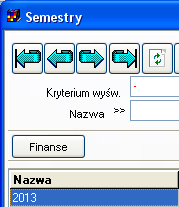 Semestry
Kryterium wyśw.
Nazwa >>
Finanse
Nazwa
2013